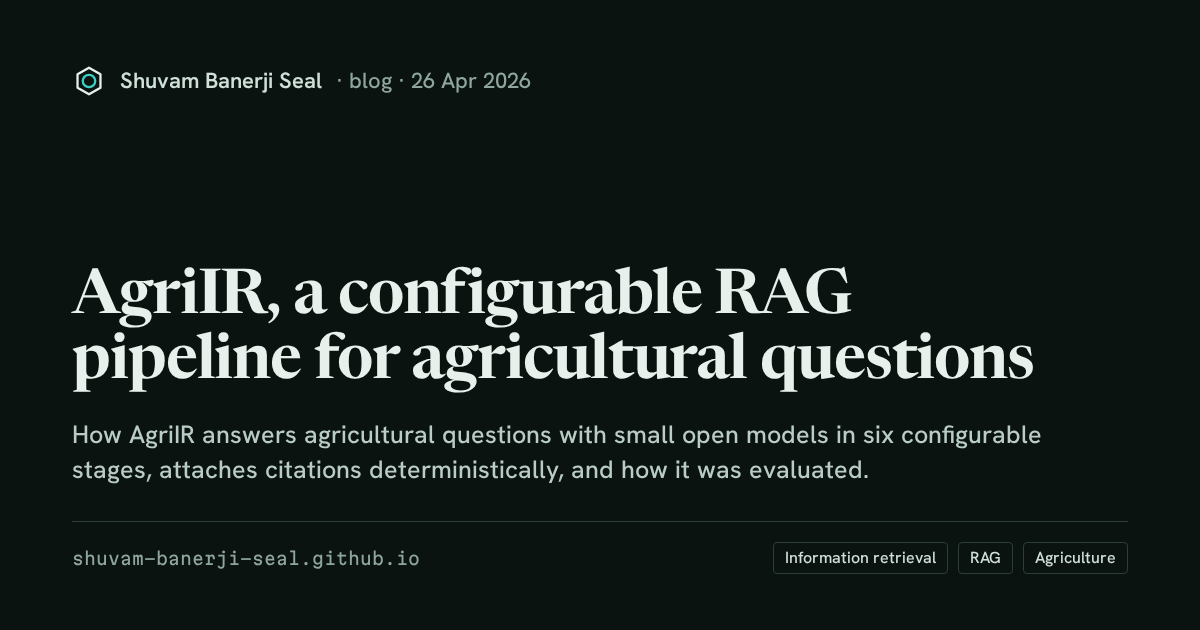 Shuvam Banerji Seal · blog · 26 Apr 2026
AgriIR, a configurable RAG
pipeline for agricultural questions
How AgriIR answers agricultural questions with small open models in six configurable
stages, attaches citations deterministically, and how it was evaluated.
shuvam-banerji-seal.github.io
Information retrieval
RAG
Agriculture